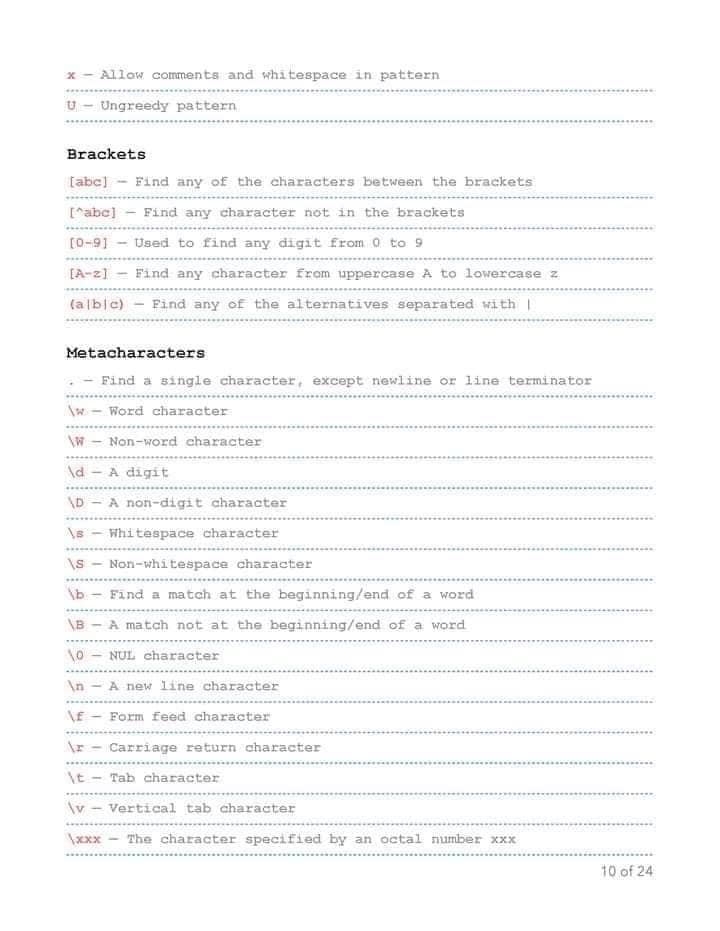 x — Allow comments and whitespace in pattern
U — Ungreedy pattern
Brackets
[abc] — Find any of the characters between the brackets
[^abc] — Find any character not in the brackets
[0-9] — Used to find any digit from 0 to 9
[A-z] — Find any character from uppercase A to lowercase z
(a|b|c) — Find any of the alternatives separated with |
Metacharacters
. — Find a single character, except newline or line terminator
\w — Word character
\W — Non-word character
\d — A digit
\D — A non-digit character
\s — Whitespace character
\S — Non-whitespace character
\b — Find a match at the beginning/end of a word
\B — A match not at the beginning/end of a word
\0 — NUL character
\n — A new line character
\f — Form feed character
\r — Carriage return character
\t — Tab character
\v — Vertical tab character
\xxx — The character specified by an octal number xxx
10 of 24